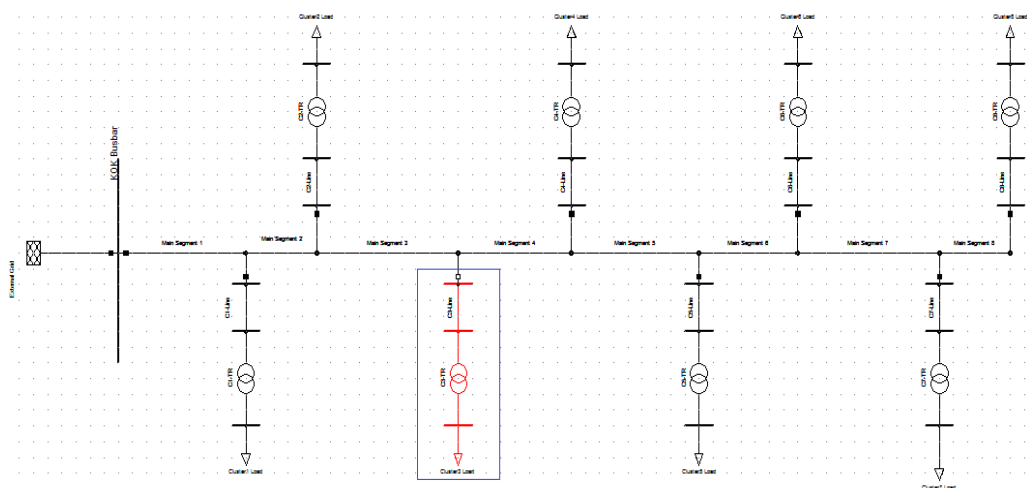 Cluster2 Load
Cluster4 Load
Cluster6 Load
Cluster8 Load
C2-TR
C4-TR
C6-TR
C8-TR
KOK Busbar
C2-Line
C4-Line
C6-Line
C8-Line
Main Segment 1
Main Segment 2
Main Segment 3
Main Segment 4
Main Segment 5
Main Segment 6
Main Segment 7
Main Segment 8
External Grid
C1-Line
C3-Line
C5-Line
C7-Line
C1-TR
C3-TR
C5-TR
C7-TR
Cluster1 Load
Cluster3 Load
Cluster5 Load
Cluster7 Load